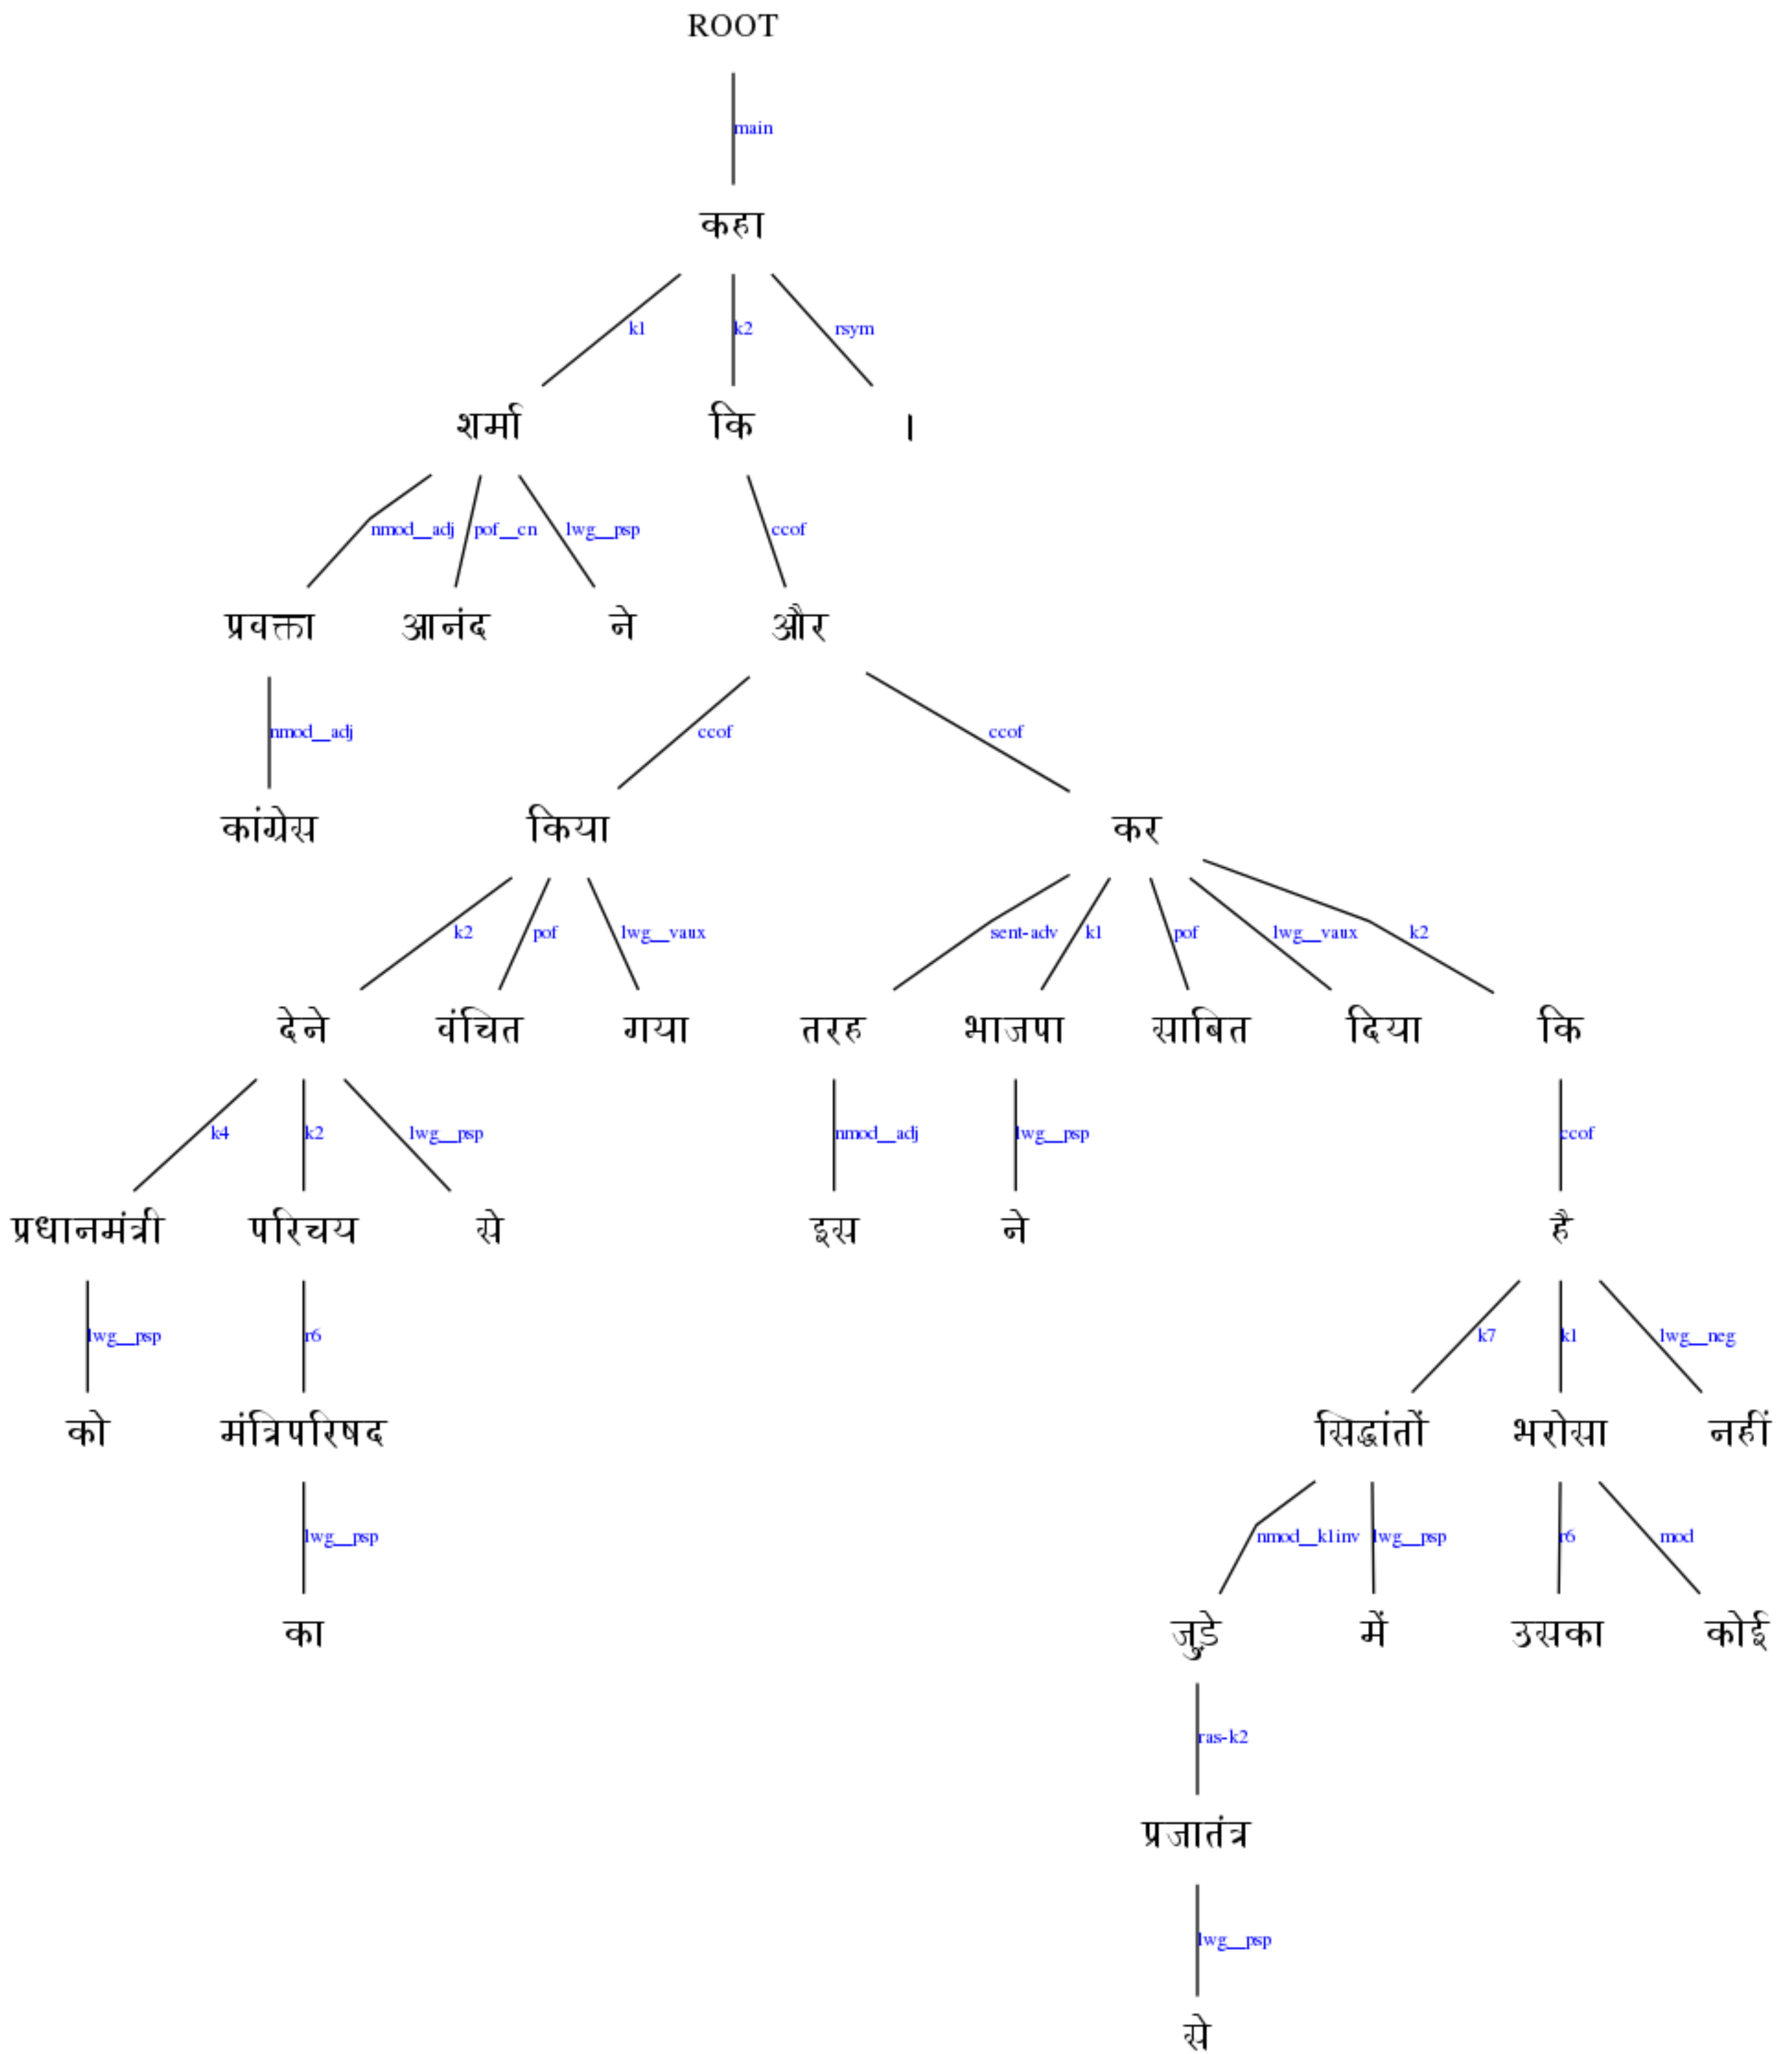 ROOT
main
कहा
k1 k2 rsym
शर्मा कि ।
nmod__adj pof__cn lwg__psp ccof
प्रवक्ता आनंद ने और
nmod__adj ccof ccof
कांग्रेस किया कर
k2 pof lwg__vaux sent-adv k1 pof lwg__vaux k2
देने वंचित गया तरह भाजपा साबित दिया कि
k4 k2 lwg__psp nmod__adj lwg__psp ccof
प्रधानमंत्री परिचय से इस ने है
lwg__psp r6 k7 k1 lwg__neg
को मंत्रिपरिषद सिद्धांतों भरोसा नहीं
lwg__psp nmod__k1inv lwg__psp r6 mod
का जुड़े में उसका कोई
ras-k2
प्रजातंत्र
lwg__psp
से